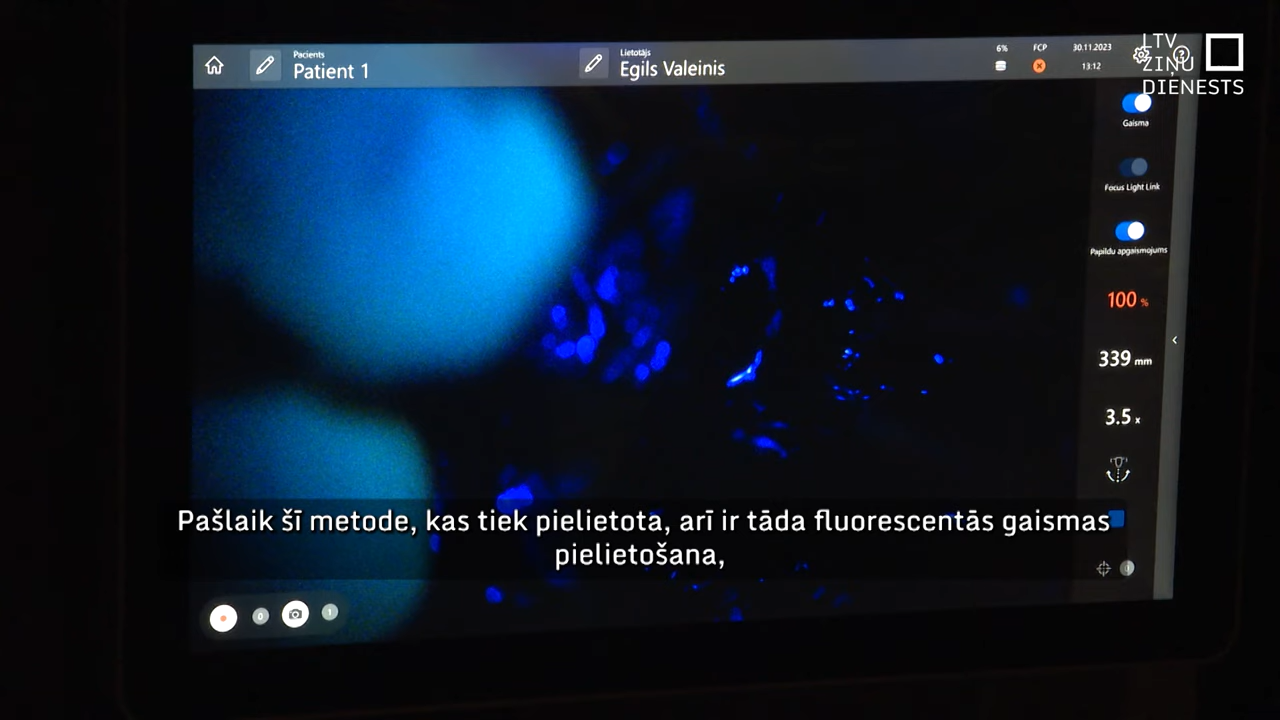 Pacients
Patient 1
Lietotājs
Egils Valeinis
6%
FCP
30.11.2023
13:12
LTV
ZIŅU
DIENESTS
Gaisma
Focus Light Link
Papildu apgaismojums
100 %
339 mm
3.5 x
Pašlaik šī metode, kas tiek pielietota, arī ir tāda fluorescentās gaismas
pielietošana,
0
1